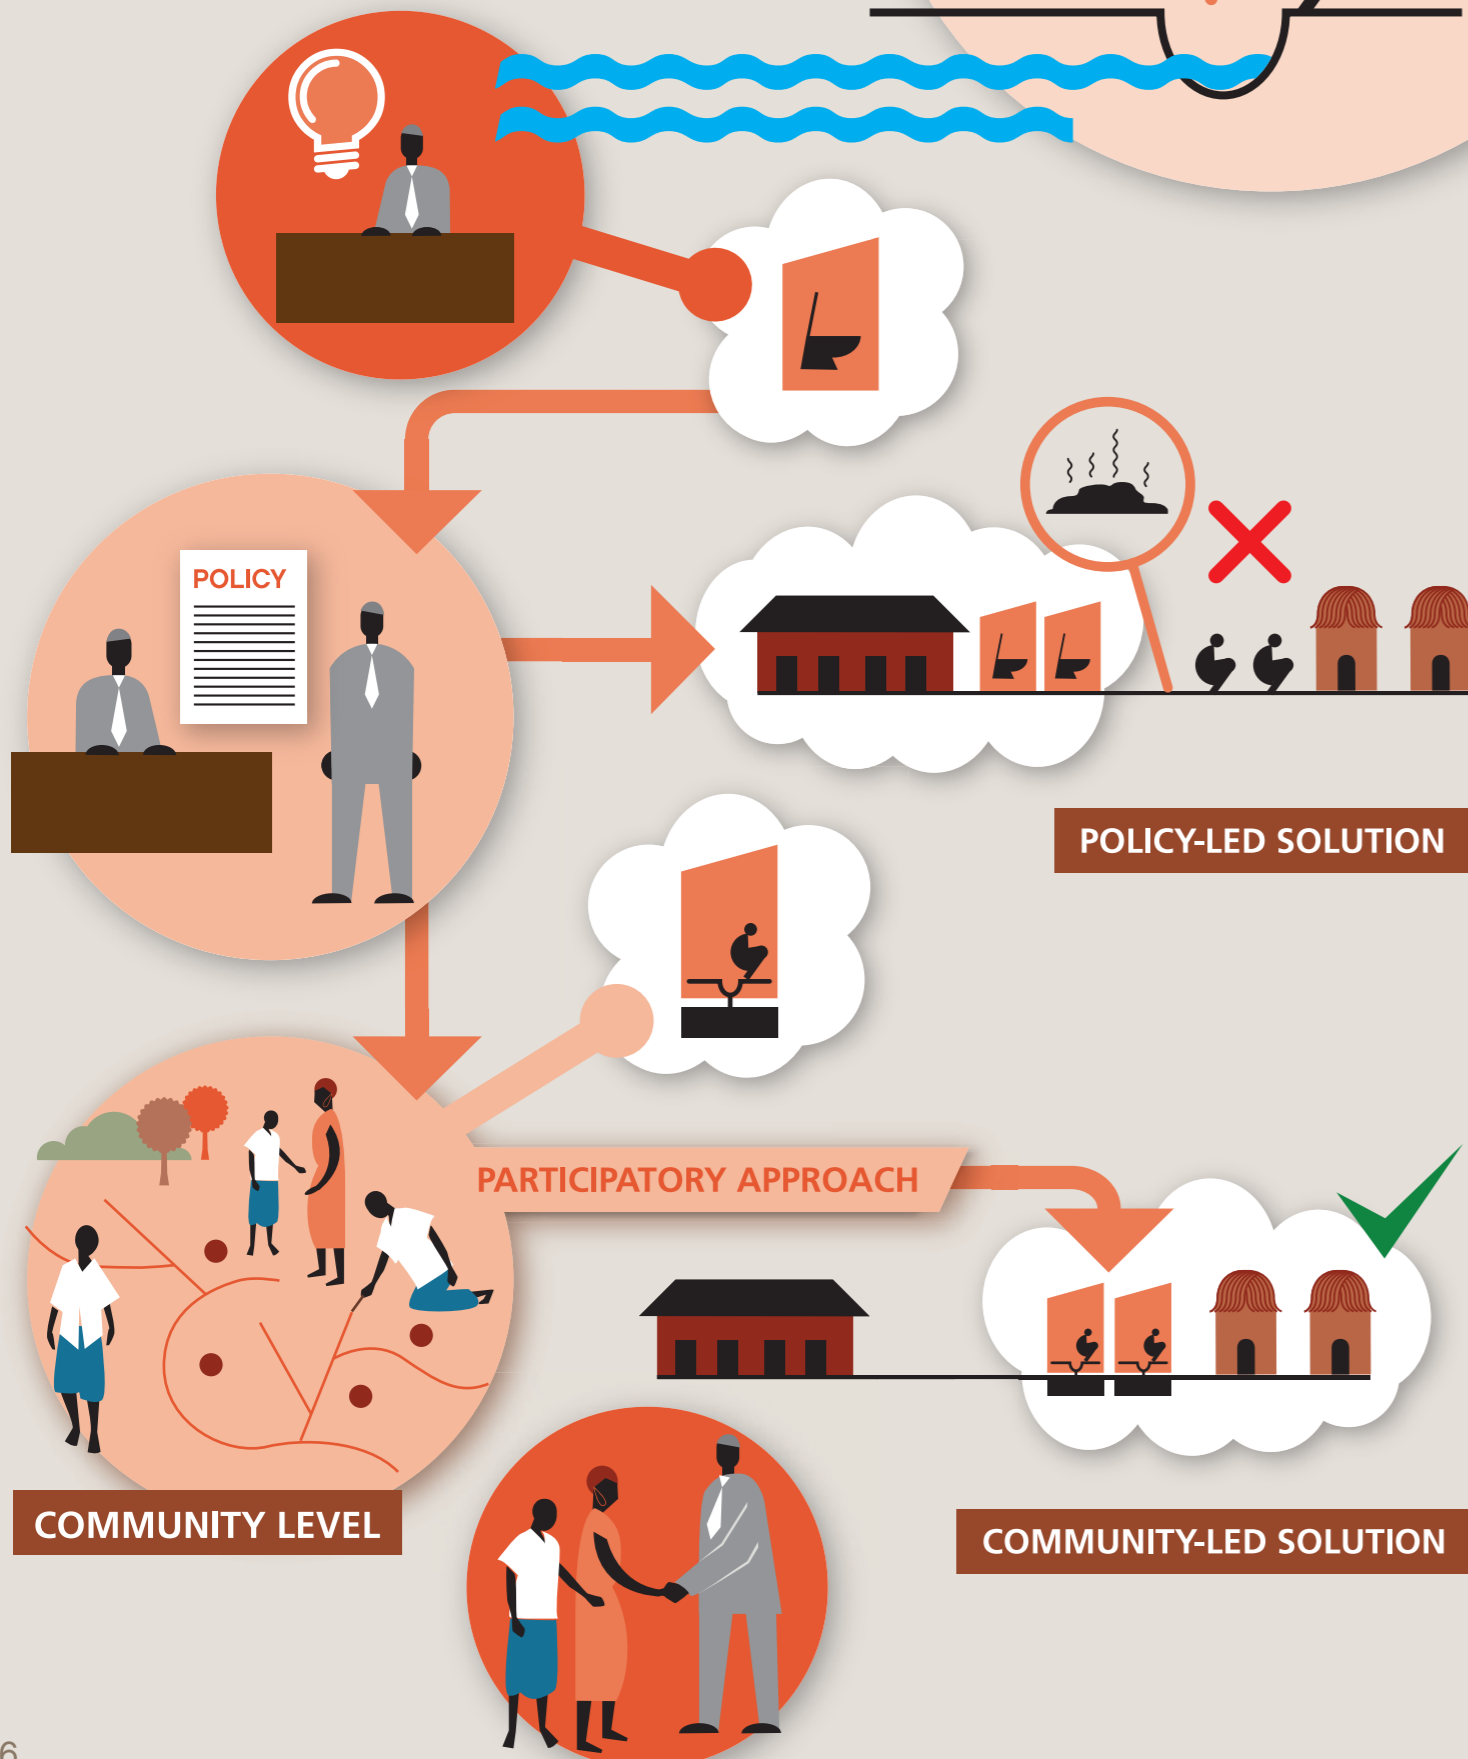 POLICY
POLICY-LED SOLUTION
PARTICIPATORY APPROACH
COMMUNITY LEVEL
COMMUNITY-LED SOLUTION
6